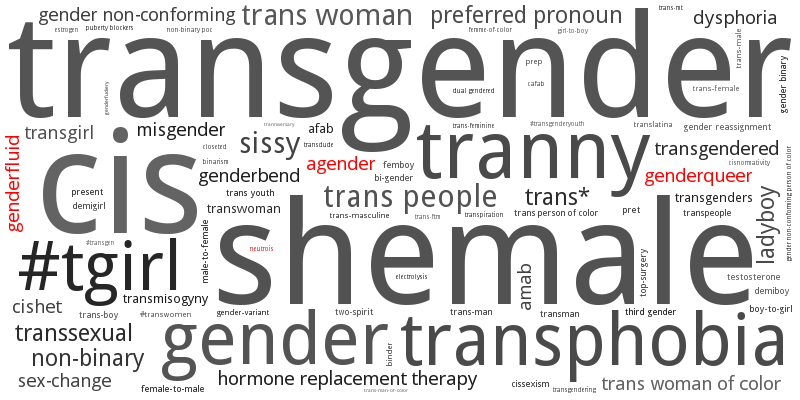 gender non-conforming
trans woman
preferred pronoun
trans-mt
dysphoria
estrogen
puberty blockers
non-binary poc
femme-of-color
girl-to-boy
trans-male
transgender
genderfuckery
prep
cafab
dual gendered
trans-female
gender binary
transgirl
misgender
transiversary
afab
trans-feminine
#transgenderyouth
translatina
gender reassignment
closeted
sissy
transdude
tranny
transgendered
genderfluid
cis
binarism
agender
femboy
cisnormativity
genderbend
bi-gender
genderqueer
present
trans youth
trans people
trans*
transgenders
demigirl
transwoman
trans-masculine
trans-ftm
transpiration
trans person of color
pret
transpeople
ladyboy
gender non-conforming person of color
#transgen
male-to-female
neutrois
#tgirl
shemale
electrolysis
amab
top-surgery
testosterone
demiboy
transmisogyny
cishet
trans-boy
#transwomen
gender-variant
two-spirit
trans-man
transman
third gender
boy-to-girl
transsexual
gender
transphobia
non-binary
binder
sex-change
female-to-male
hormone replacement therapy
trans-man-of-color
cissexism
transgendering
trans woman of color